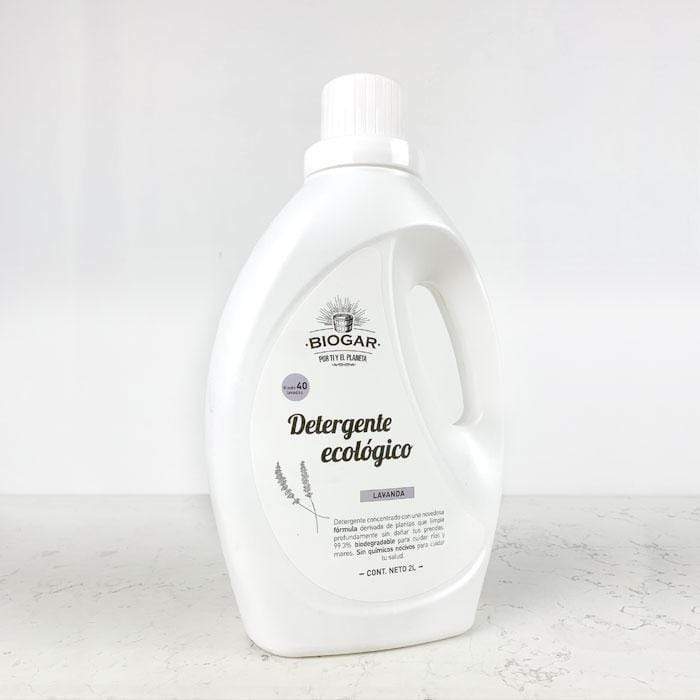 ·BIOGAR·
POR TI Y EL PLANETA
40
lavadas
Detergente
ecológico
LAVANDA
Detergente concentrado con una novedosa
fórmula derivada de plantas que limpia
profundamente sin dañar tus prendas.
99.3% biodegradable para cuidar ríos y
mares. Sin químicos nocivos para cuidar
tu salud.
— CONT. NETO 2L —